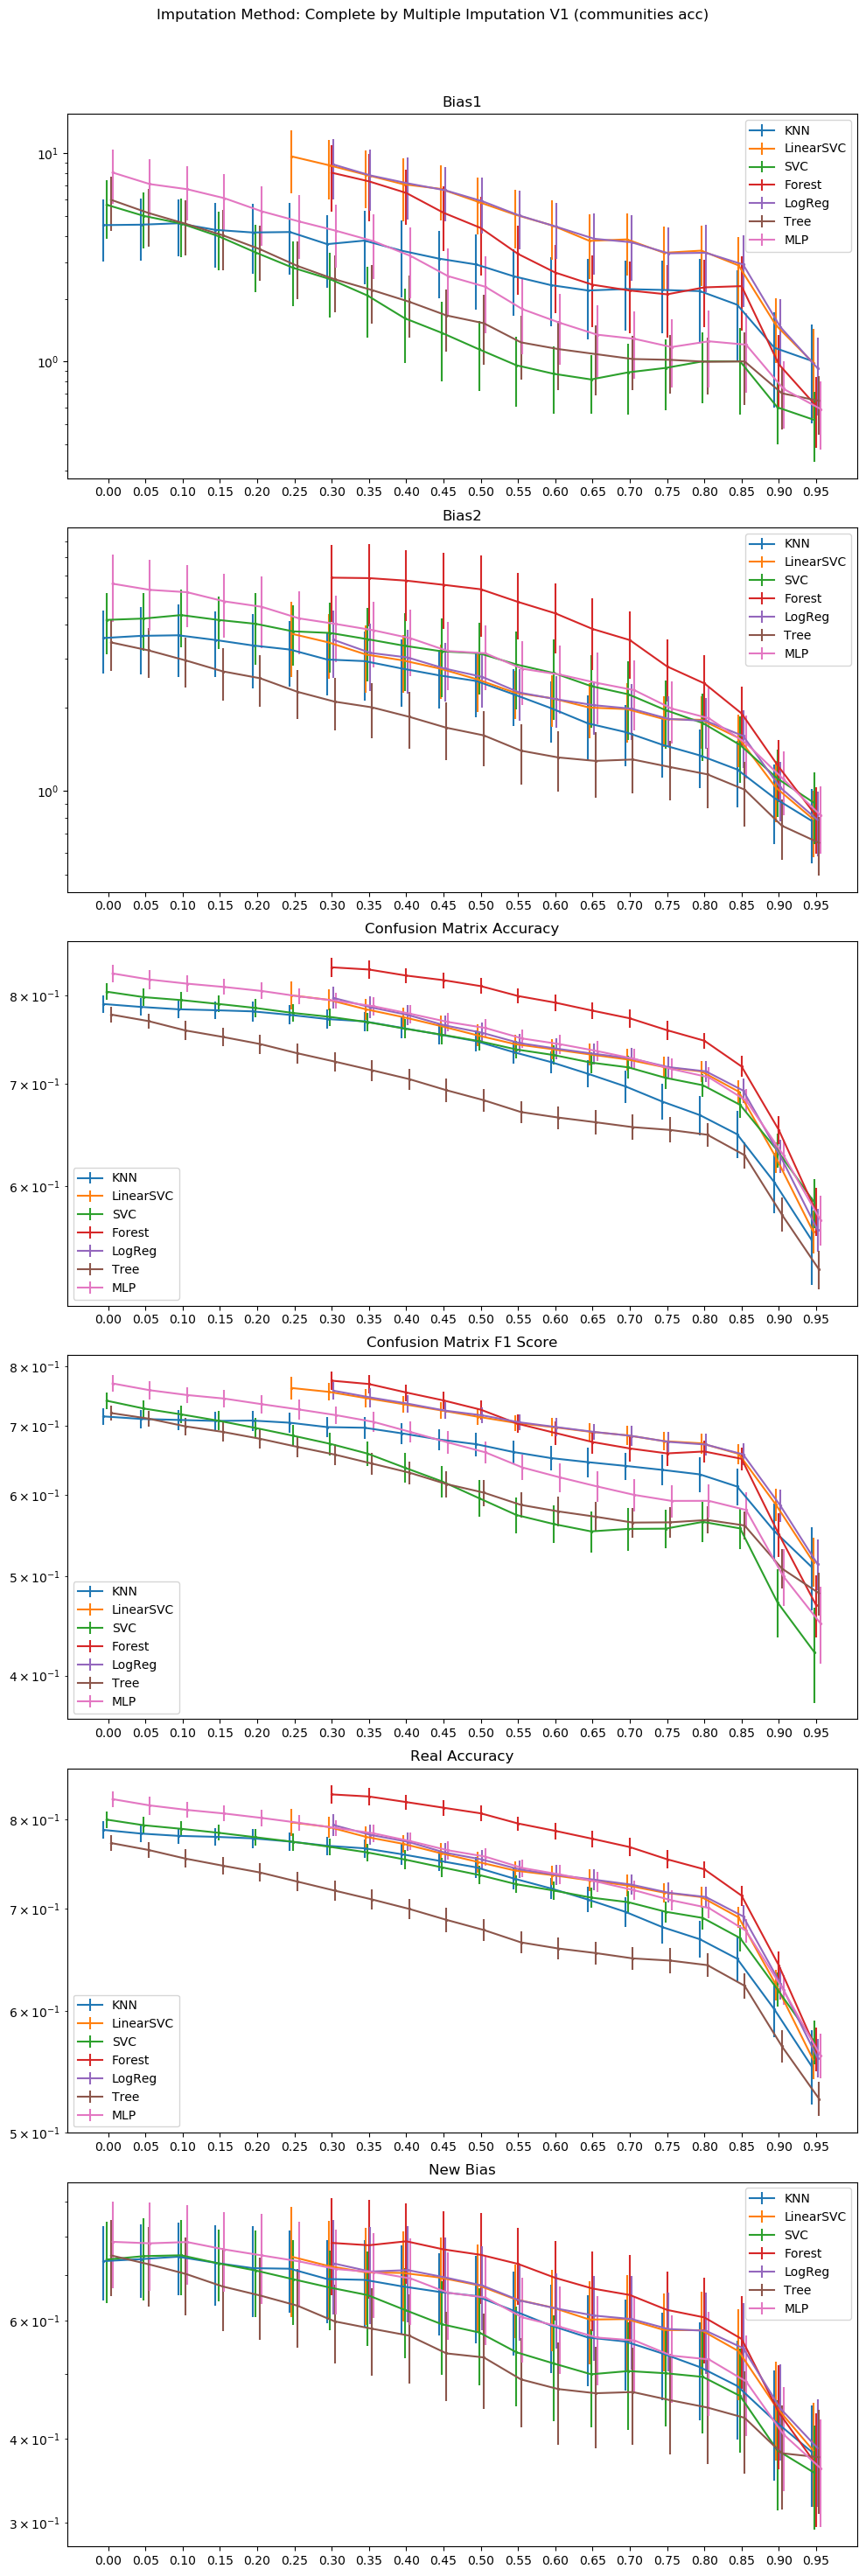 Imputation Method: Complete by Multiple Imputation V1 (communities acc)
Bias1
10¹
10⁰
KNN
LinearSVC
SVC
Forest
LogReg
Tree
MLP
0.00 0.05 0.10 0.15 0.20 0.25 0.30 0.35 0.40 0.45 0.50 0.55 0.60 0.65 0.70 0.75 0.80 0.85 0.90 0.95
Bias2
10⁰
KNN
LinearSVC
SVC
Forest
LogReg
Tree
MLP
0.00 0.05 0.10 0.15 0.20 0.25 0.30 0.35 0.40 0.45 0.50 0.55 0.60 0.65 0.70 0.75 0.80 0.85 0.90 0.95
Confusion Matrix Accuracy
8 × 10⁻¹
7 × 10⁻¹
6 × 10⁻¹
KNN
LinearSVC
SVC
Forest
LogReg
Tree
MLP
0.00 0.05 0.10 0.15 0.20 0.25 0.30 0.35 0.40 0.45 0.50 0.55 0.60 0.65 0.70 0.75 0.80 0.85 0.90 0.95
Confusion Matrix F1 Score
8 × 10⁻¹
7 × 10⁻¹
6 × 10⁻¹
5 × 10⁻¹
4 × 10⁻¹
KNN
LinearSVC
SVC
Forest
LogReg
Tree
MLP
0.00 0.05 0.10 0.15 0.20 0.25 0.30 0.35 0.40 0.45 0.50 0.55 0.60 0.65 0.70 0.75 0.80 0.85 0.90 0.95
Real Accuracy
8 × 10⁻¹
7 × 10⁻¹
6 × 10⁻¹
5 × 10⁻¹
KNN
LinearSVC
SVC
Forest
LogReg
Tree
MLP
0.00 0.05 0.10 0.15 0.20 0.25 0.30 0.35 0.40 0.45 0.50 0.55 0.60 0.65 0.70 0.75 0.80 0.85 0.90 0.95
New Bias
6 × 10⁻¹
4 × 10⁻¹
3 × 10⁻¹
KNN
LinearSVC
SVC
Forest
LogReg
Tree
MLP
0.00 0.05 0.10 0.15 0.20 0.25 0.30 0.35 0.40 0.45 0.50 0.55 0.60 0.65 0.70 0.75 0.80 0.85 0.90 0.95